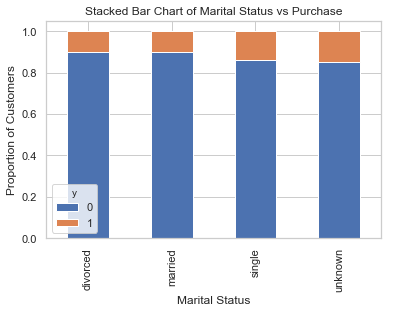 Stacked Bar Chart of Marital Status vs Purchase
1.0
0.8
0.6
0.4
0.2
0.0
Proportion of Customers
y
0
1
divorced
married
single
unknown
Marital Status